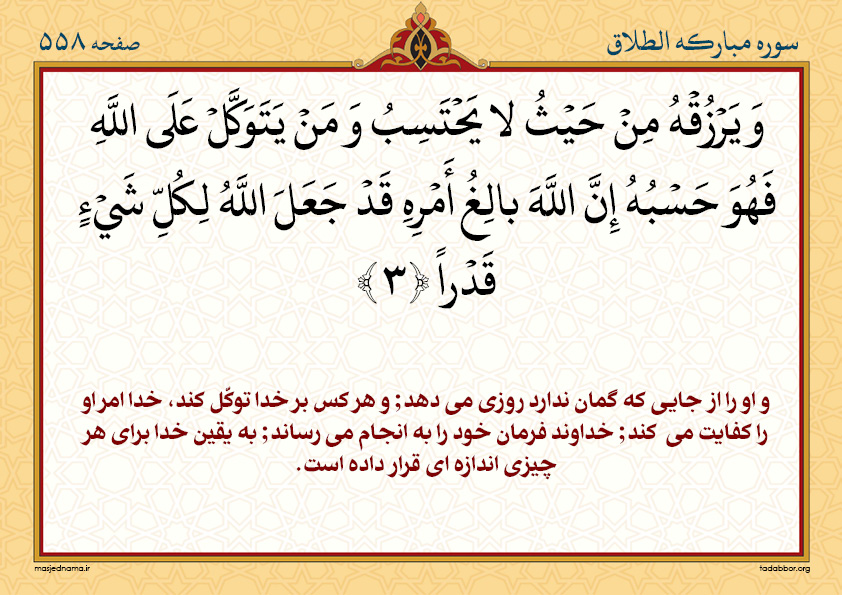 سوره مبارکه الطلاق
صفحه ۵۵۸
وَ يَرْزُقْهُ مِنْ حَيْثُ لا يَحْتَسِبُ وَ مَنْ يَتَوَكَّلْ عَلَى اللَّهِ
فَهُوَ حَسْبُهُ إِنَّ اللَّهَ بالِغُ أَمْرِهِ قَدْ جَعَلَ اللَّهُ لِكُلِّ شَيْءٍ
قَدْراً ﴿۳﴾
و او را از جایی که گمان ندارد روزی می دهد; و هر کس بر خدا توکّل کند، خدا امر او
را کفایت می کند; خداوند فرمان خود را به انجام می رساند; به یقین خدا برای هر
چیزی اندازه ای قرار داده است.
masjednama.ir
tadabbor.org